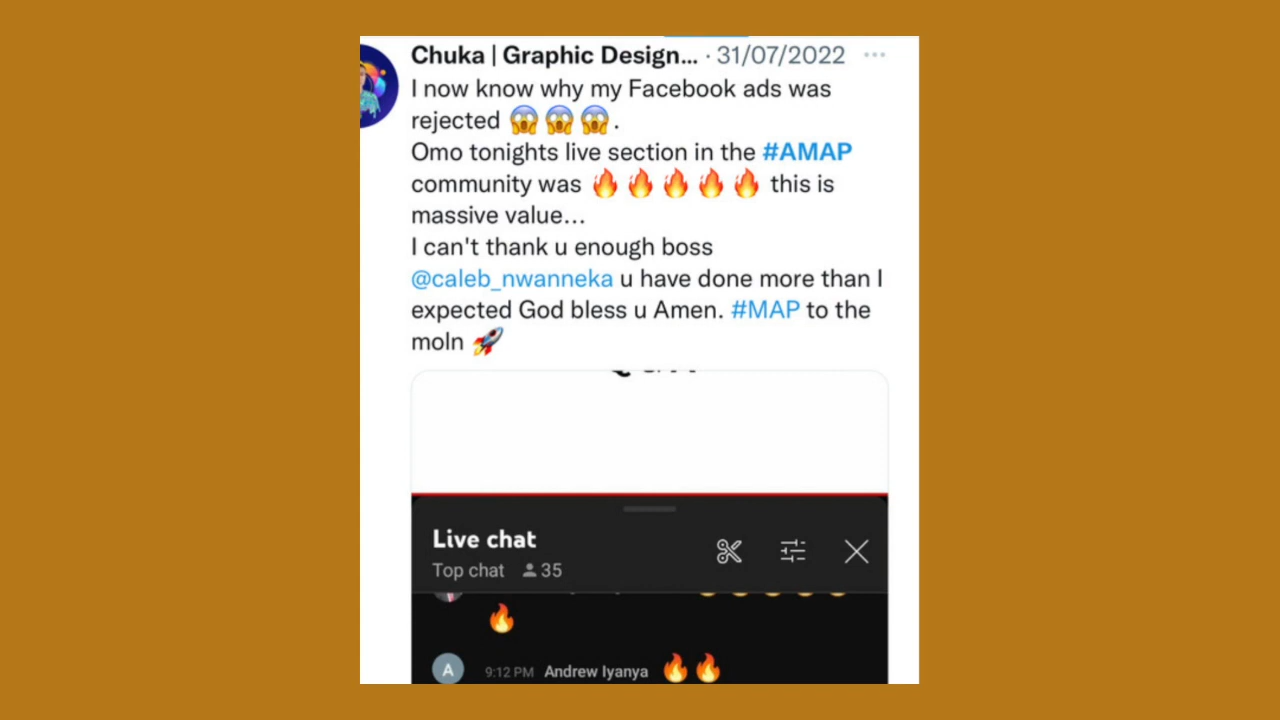 Chuka | Graphic Design... · 31/07/2022
I now know why my Facebook ads was
rejected 😱😱😱.
Omo tonights live section in the #AMAP
community was 🔥🔥🔥🔥🔥 this is
massive value...
I can't thank u enough boss
@caleb_nwanneka u have done more than I
expected God bless u Amen. #MAP to the
moln 🚀
Live chat
Top chat 35
🔥
A 9:12 PM Andrew Iyanya 🔥🔥